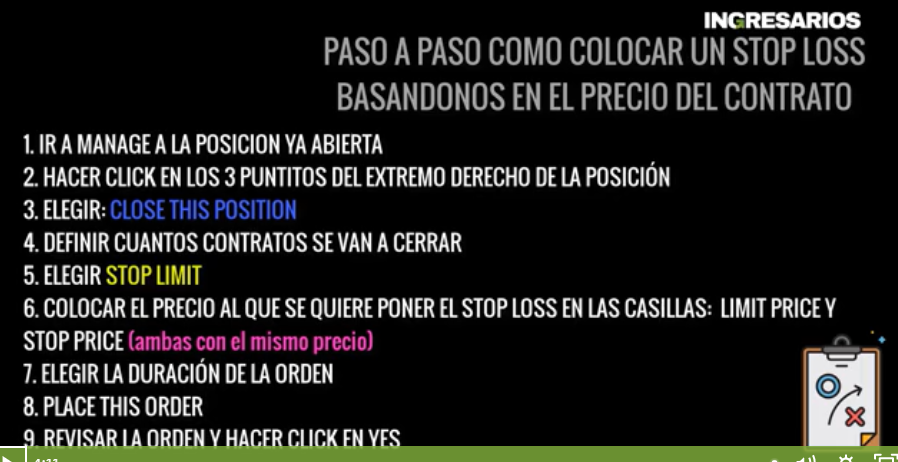 INGRESARIOS
PASO A PASO COMO COLOCAR UN STOP LOSS
BASANDONOS EN EL PRECIO DEL CONTRATO
1. IR A MANAGE A LA POSICION YA ABIERTA
2. HACER CLICK EN LOS 3 PUNTITOS DEL EXTREMO DERECHO DE LA POSICIÓN
3. ELEGIR: CLOSE THIS POSITION
4. DEFINIR CUANTOS CONTRATOS SE VAN A CERRAR
5. ELEGIR STOP LIMIT
6. COLOCAR EL PRECIO AL QUE SE QUIERE PONER EL STOP LOSS EN LAS CASILLAS: LIMIT PRICE Y
STOP PRICE (ambas con el mismo precio)
7. ELEGIR LA DURACIÓN DE LA ORDEN
8. PLACE THIS ORDER
9. REVISAR LA ORDEN Y HACER CLICK EN YES